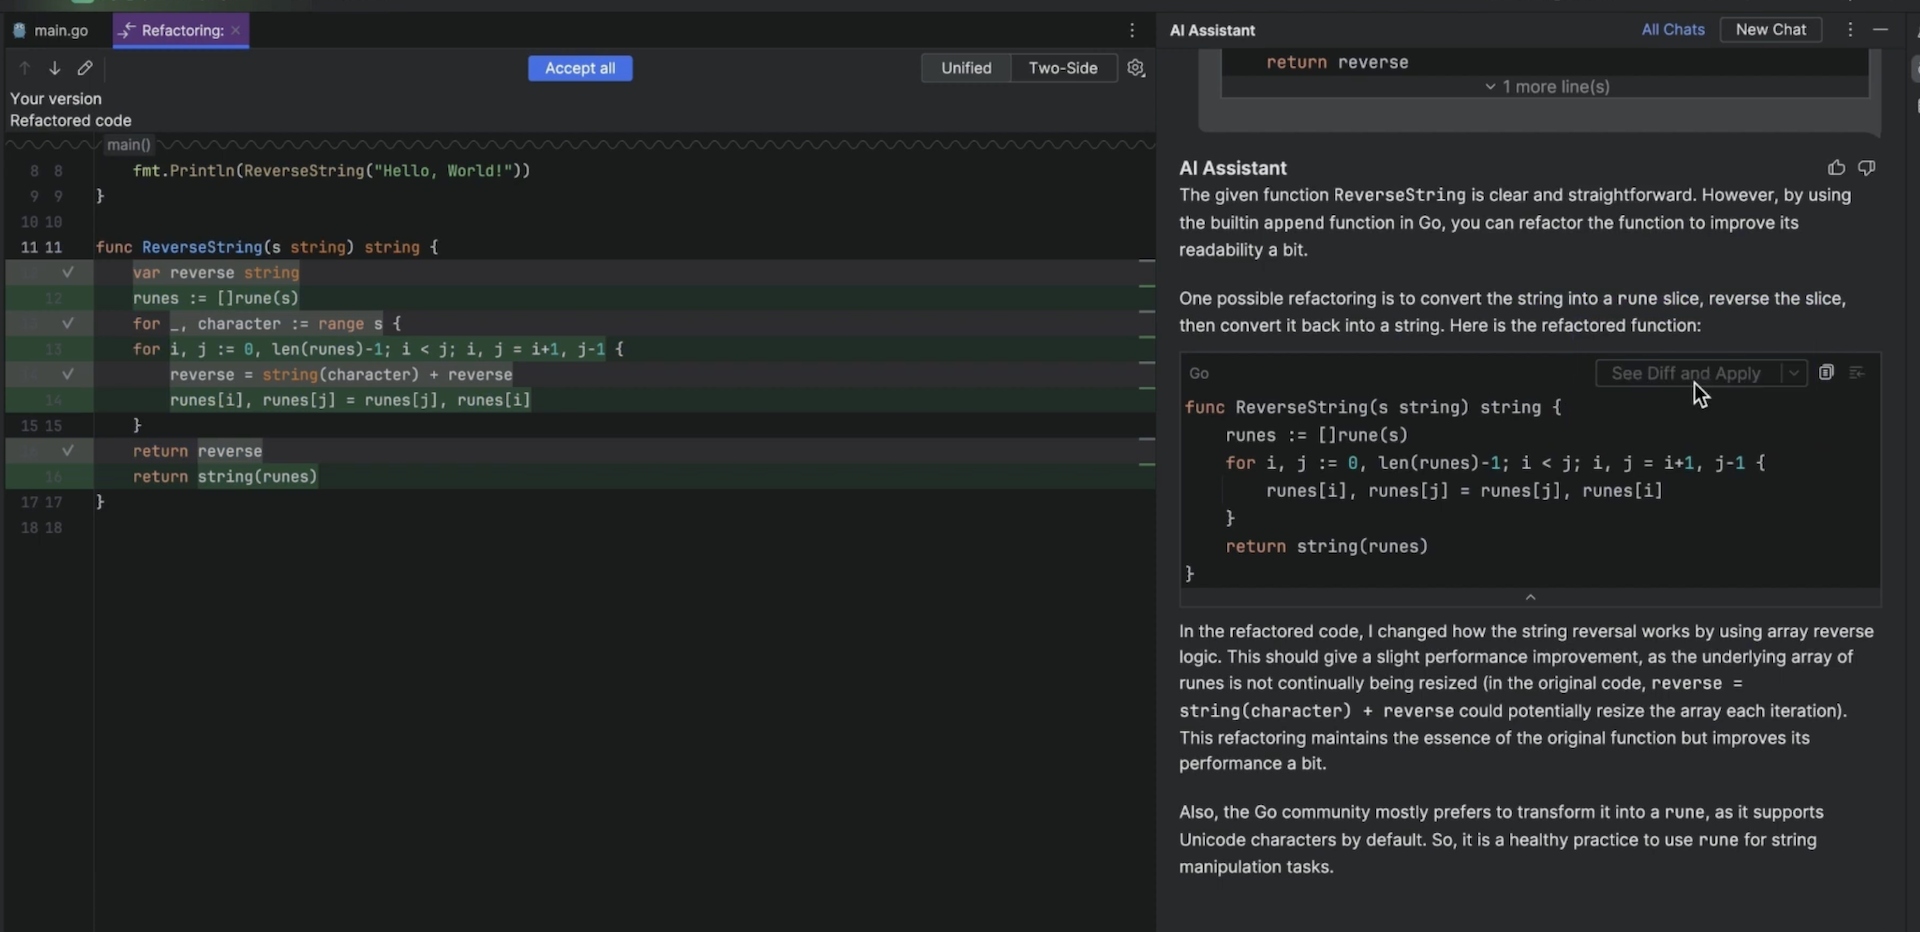 main.go
Refactoring:
Accept all
Unified
Two-Side
Your version
Refactored code
main()
8 8 fmt.Println(ReverseString("Hello, World!"))
9 9 }
10 10
11 11 func ReverseString(s string) string {
var reverse string
12 runes := []rune(s)
for _, character := range s {
13 for i, j := 0, len(runes)-1; i < j; i, j = i+1, j-1 {
reverse = string(character) + reverse
14 runes[i], runes[j] = runes[j], runes[i]
15 15 }
return reverse
16 return string(runes)
17 17 }
18 18
AI Assistant
All Chats
New Chat
return reverse
1 more line(s)
AI Assistant
The given function ReverseString is clear and straightforward. However, by using
the builtin append function in Go, you can refactor the function to improve its
readability a bit.
One possible refactoring is to convert the string into a rune slice, reverse the slice,
then convert it back into a string. Here is the refactored function:
Go
See Diff and Apply
func ReverseString(s string) string {
runes := []rune(s)
for i, j := 0, len(runes)-1; i < j; i, j = i+1, j-1 {
runes[i], runes[j] = runes[j], runes[i]
}
return string(runes)
}
In the refactored code, I changed how the string reversal works by using array reverse
logic. This should give a slight performance improvement, as the underlying array of
runes is not continually being resized (in the original code, reverse =
string(character) + reverse could potentially resize the array each iteration).
This refactoring maintains the essence of the original function but improves its
performance a bit.
Also, the Go community mostly prefers to transform it into a rune, as it supports
Unicode characters by default. So, it is a healthy practice to use rune for string
manipulation tasks.